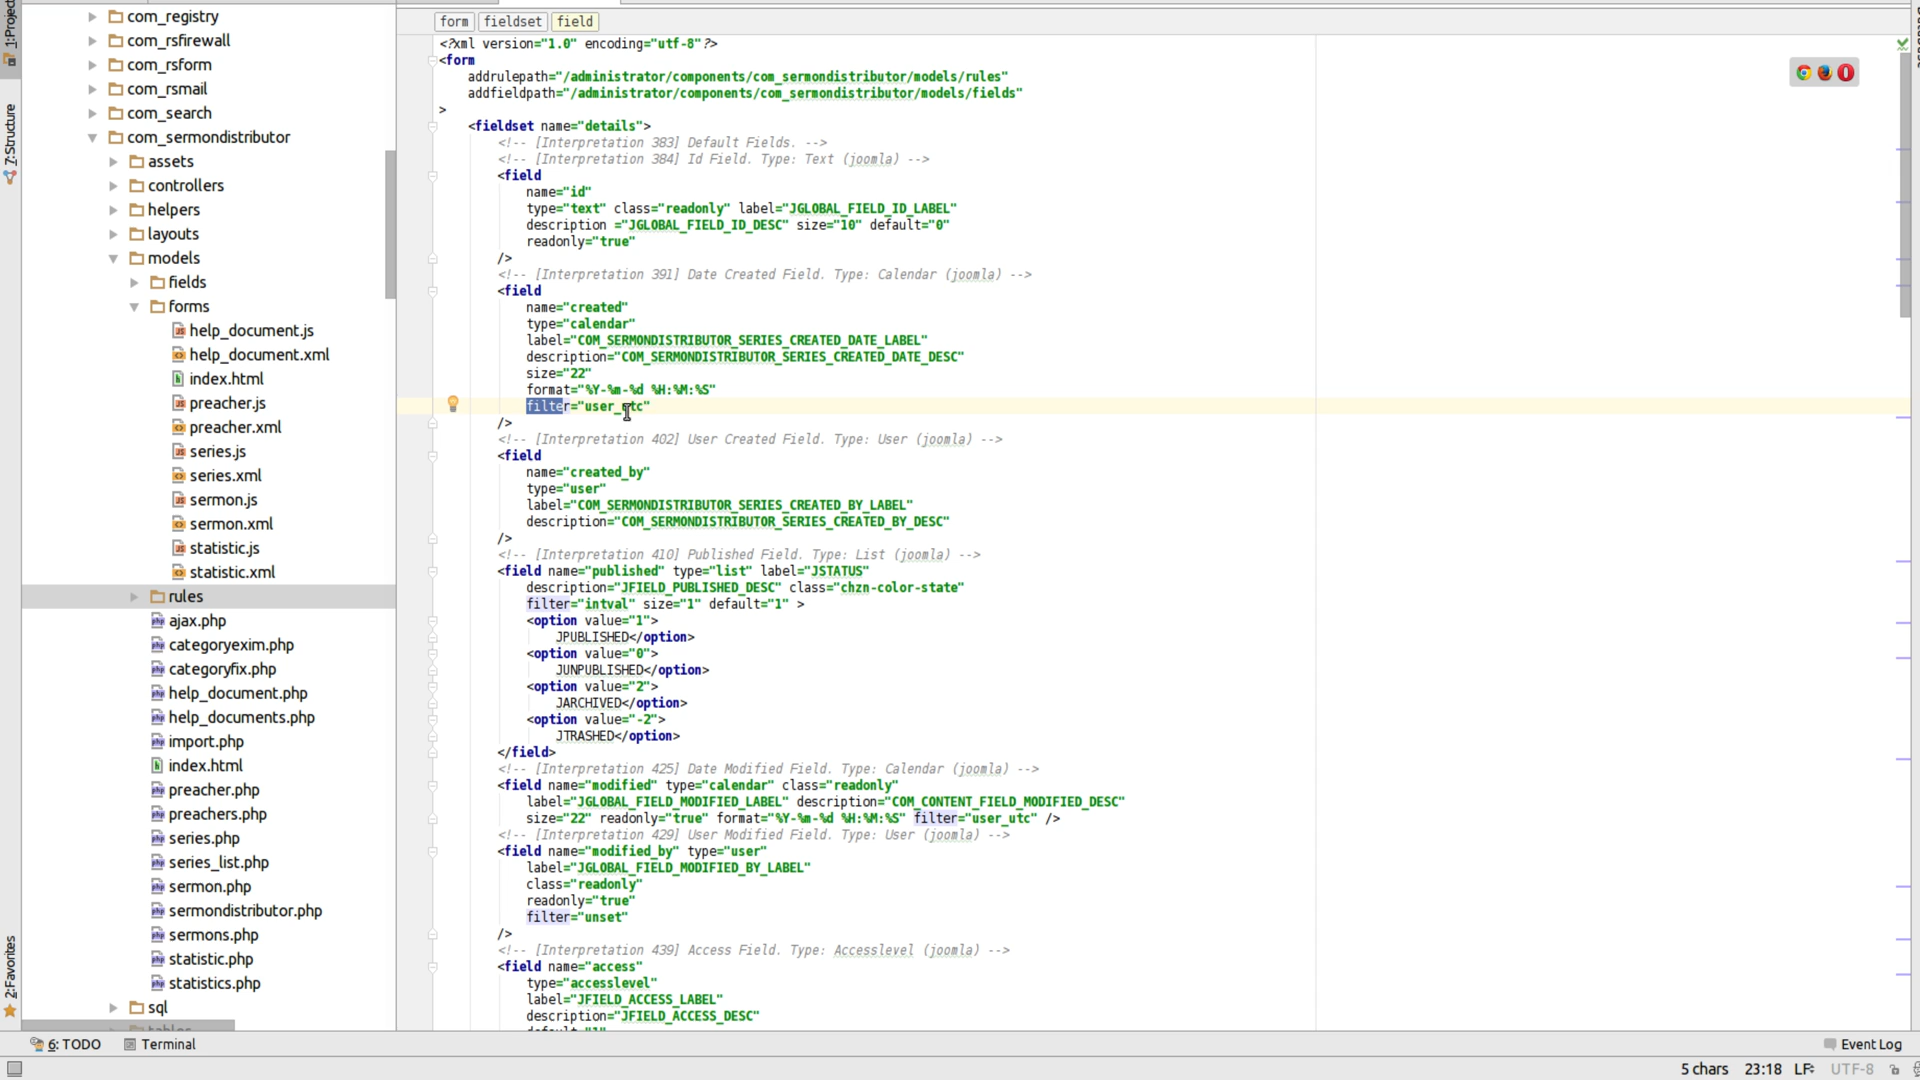 1:Project
7:Structure
2:Favorites
com_registry
com_rsfirewall
com_rsform
com_rsmail
com_search
com_sermondistributor
assets
controllers
helpers
layouts
models
fields
forms
help_document.js
help_document.xml
index.html
preacher.js
preacher.xml
series.js
series.xml
sermon.js
sermon.xml
statistic.js
statistic.xml
rules
ajax.php
categoryexim.php
categoryfix.php
help_document.php
help_documents.php
import.php
index.html
preacher.php
preachers.php
series.php
series_list.php
sermon.php
sermondistributor.php
sermons.php
statistic.php
statistics.php
sql
tables
form fieldset field
<?xml version="1.0" encoding="utf-8"?>
<form
addrulepath="/administrator/components/com_sermondistributor/models/rules"
addfieldpath="/administrator/components/com_sermondistributor/models/fields"
>
<fieldset name="details">
<!-- [Interpretation 383] Default Fields. -->
<!-- [Interpretation 384] Id Field. Type: Text (joomla) -->
<field
name="id"
type="text" class="readonly" label="JGLOBAL_FIELD_ID_LABEL"
description ="JGLOBAL_FIELD_ID_DESC" size="10" default="0"
readonly="true"
/>
<!-- [Interpretation 391] Date Created Field. Type: Calendar (joomla) -->
<field
name="created"
type="calendar"
label="COM_SERMONDISTRIBUTOR_SERIES_CREATED_DATE_LABEL"
description="COM_SERMONDISTRIBUTOR_SERIES_CREATED_DATE_DESC"
size="22"
format="%Y-%m-%d %H:%M:%S"
filter="user_utc"
/>
<!-- [Interpretation 402] User Created Field. Type: User (joomla) -->
<field
name="created_by"
type="user"
label="COM_SERMONDISTRIBUTOR_SERIES_CREATED_BY_LABEL"
description="COM_SERMONDISTRIBUTOR_SERIES_CREATED_BY_DESC"
/>
<!-- [Interpretation 410] Published Field. Type: List (joomla) -->
<field name="published" type="list" label="JSTATUS"
description="JFIELD_PUBLISHED_DESC" class="chzn-color-state"
filter="intval" size="1" default="1" >
<option value="1">
JPUBLISHED</option>
<option value="0">
JUNPUBLISHED</option>
<option value="2">
JARCHIVED</option>
<option value="-2">
JTRASHED</option>
</field>
<!-- [Interpretation 425] Date Modified Field. Type: Calendar (joomla) -->
<field name="modified" type="calendar" class="readonly"
label="JGLOBAL_FIELD_MODIFIED_LABEL" description="COM_CONTENT_FIELD_MODIFIED_DESC"
size="22" readonly="true" format="%Y-%m-%d %H:%M:%S" filter="user_utc" />
<!-- [Interpretation 429] User Modified Field. Type: User (joomla) -->
<field name="modified_by" type="user"
label="JGLOBAL_FIELD_MODIFIED_BY_LABEL"
class="readonly"
readonly="true"
filter="unset"
/>
<!-- [Interpretation 439] Access Field. Type: Accesslevel (joomla) -->
<field name="access"
type="accesslevel"
label="JFIELD_ACCESS_LABEL"
description="JFIELD_ACCESS_DESC"
default="1"
6: TODO Terminal Event Log
5 chars 23:18 LF UTF-8